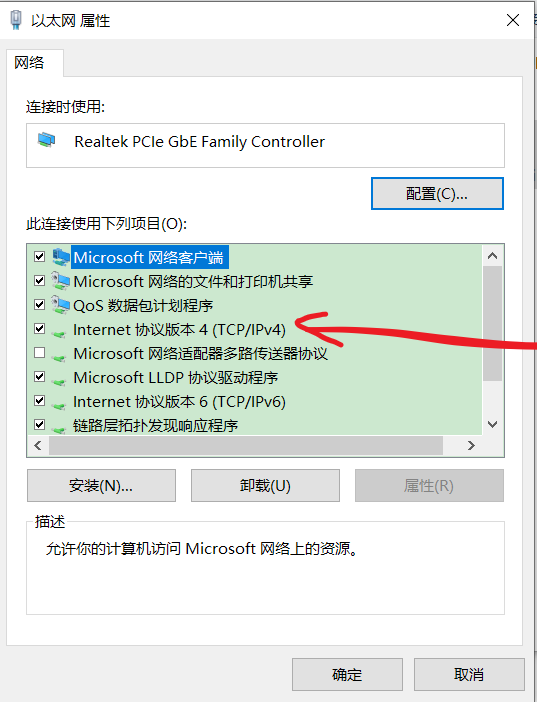 以太网 属性
网络
连接时使用:
Realtek PCIe GbE Family Controller
配置(C)...
此连接使用下列项目(O):
Microsoft 网络客户端
Microsoft 网络的文件和打印机共享
QoS 数据包计划程序
Internet 协议版本 4 (TCP/IPv4)
Microsoft 网络适配器多路传送器协议
Microsoft LLDP 协议驱动程序
Internet 协议版本 6 (TCP/IPv6)
链路层拓扑发现响应程序
安装(N)... 卸载(U) 属性(R)
描述
允许你的计算机访问 Microsoft 网络上的资源。
确定 取消